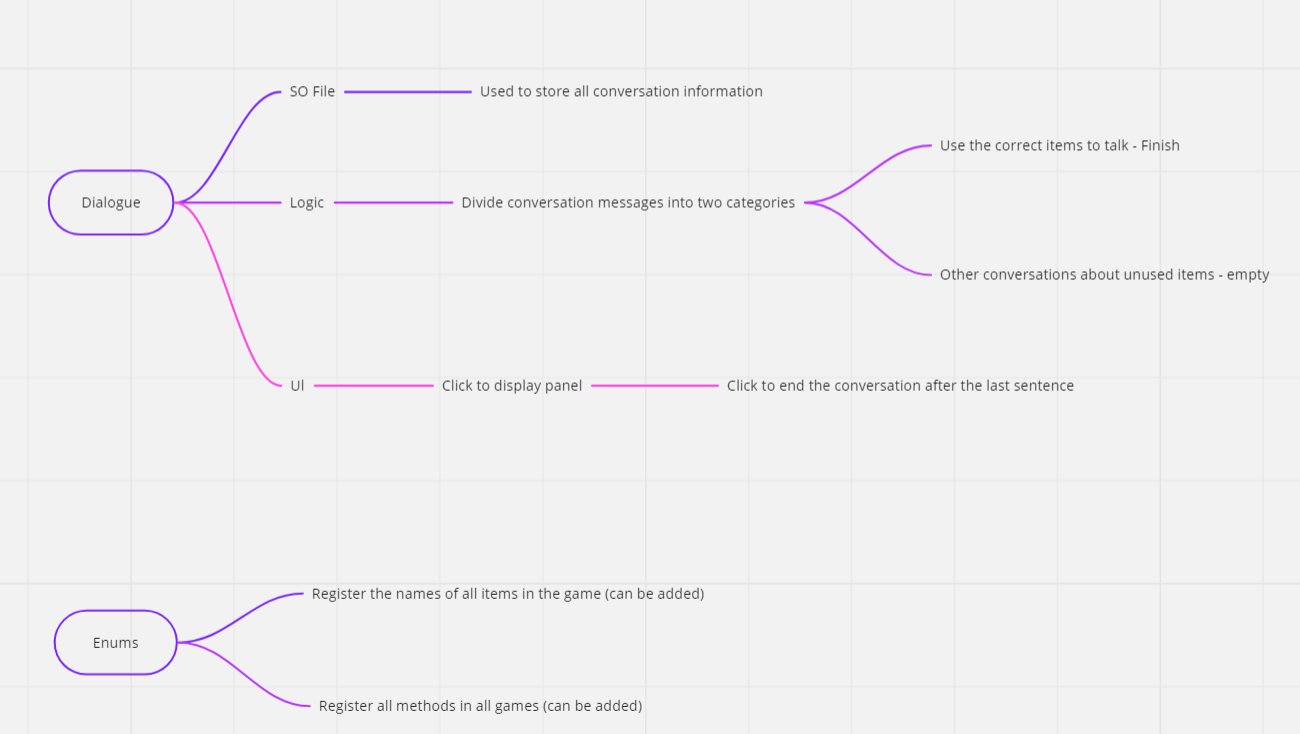 SO File
Used to store all conversation information
Use the correct items to talk - Finish
Dialogue
Logic
Divide conversation messages into two categories
Other conversations about unused items - empty
UI
Click to display panel
Click to end the conversation after the last sentence
Register the names of all items in the game (can be added)
Enums
Register all methods in all games (can be added)